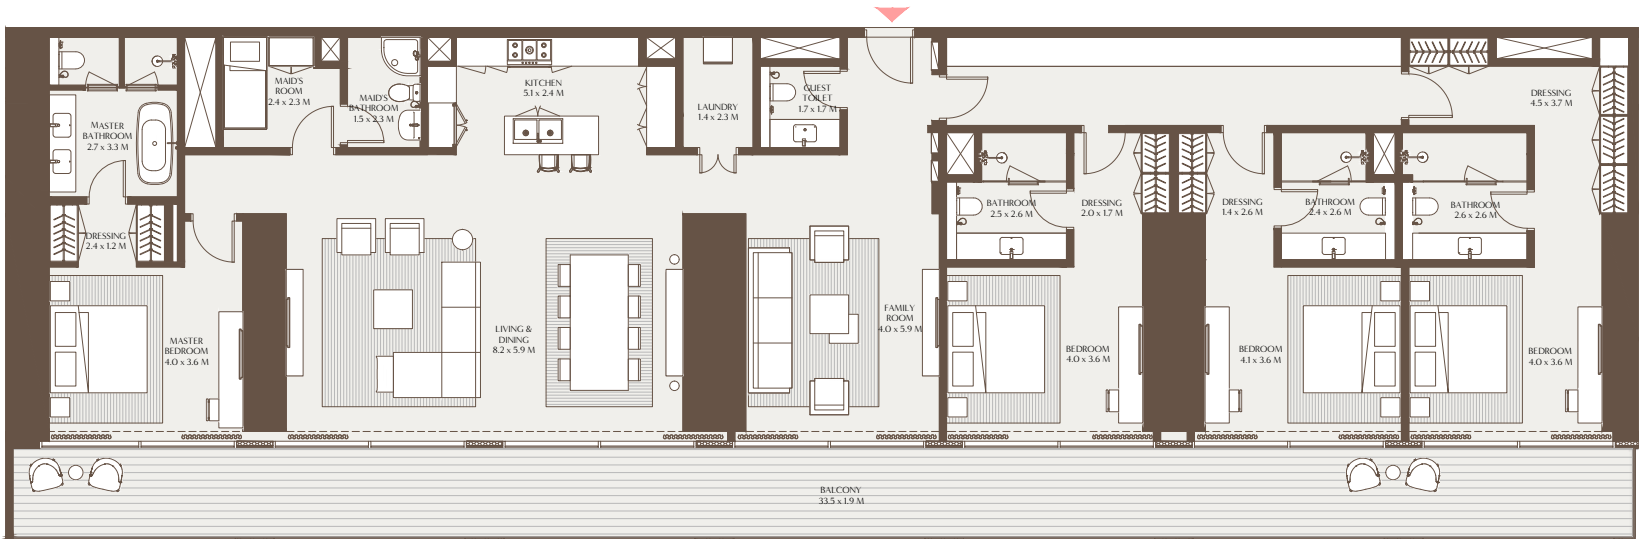 MASTER
BATHROOM
2.7 x 3.3 M
DRESSING
2.4 x 1.2 M
MASTER
BEDROOM
4.0 x 3.6 M
MAID'S
ROOM
2.4 x 2.3 M
MAID'S
BATHROOM
1.5 x 2.3 M
KITCHEN
5.1 x 2.4 M
LIVING &
DINING
8.2 x 5.9 M
LAUNDRY
1.4 x 2.3 M
GUEST
TOILET
1.7 x 1.7 M
FAMILY
ROOM
4.0 x 5.9 M
BATHROOM
2.5 x 2.6 M
DRESSING
2.0 x 1.7 M
BEDROOM
4.0 x 3.6 M
DRESSING
1.4 x 2.6 M
BATHROOM
2.4 x 2.6 M
BEDROOM
4.1 x 3.6 M
BATHROOM
2.6 x 2.6 M
DRESSING
4.5 x 3.7 M
BEDROOM
4.0 x 3.6 M
BALCONY
33.5 x 1.9 M